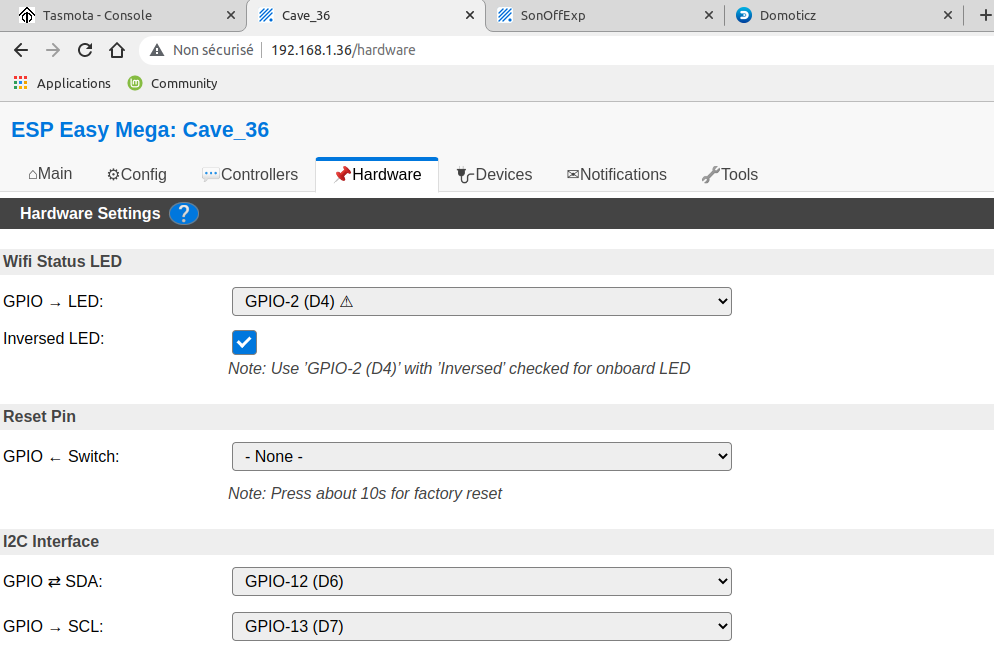 Tasmota - Console Cave_36 SonOffExp Domoticz
Non sécurisé 192.168.1.36/hardware
Applications Community
ESP Easy Mega: Cave_36
⌂Main ⚙Config 💬Controllers 📌Hardware 🔌Devices ✉Notifications 🔧Tools
Hardware Settings ?
Wifi Status LED
GPIO → LED: GPIO-2 (D4) ⚠
Inversed LED:
Note: Use ’GPIO-2 (D4)’ with ’Inversed’ checked for onboard LED
Reset Pin
GPIO ← Switch: - None -
Note: Press about 10s for factory reset
I2C Interface
GPIO ⇄ SDA: GPIO-12 (D6)
GPIO → SCL: GPIO-13 (D7)